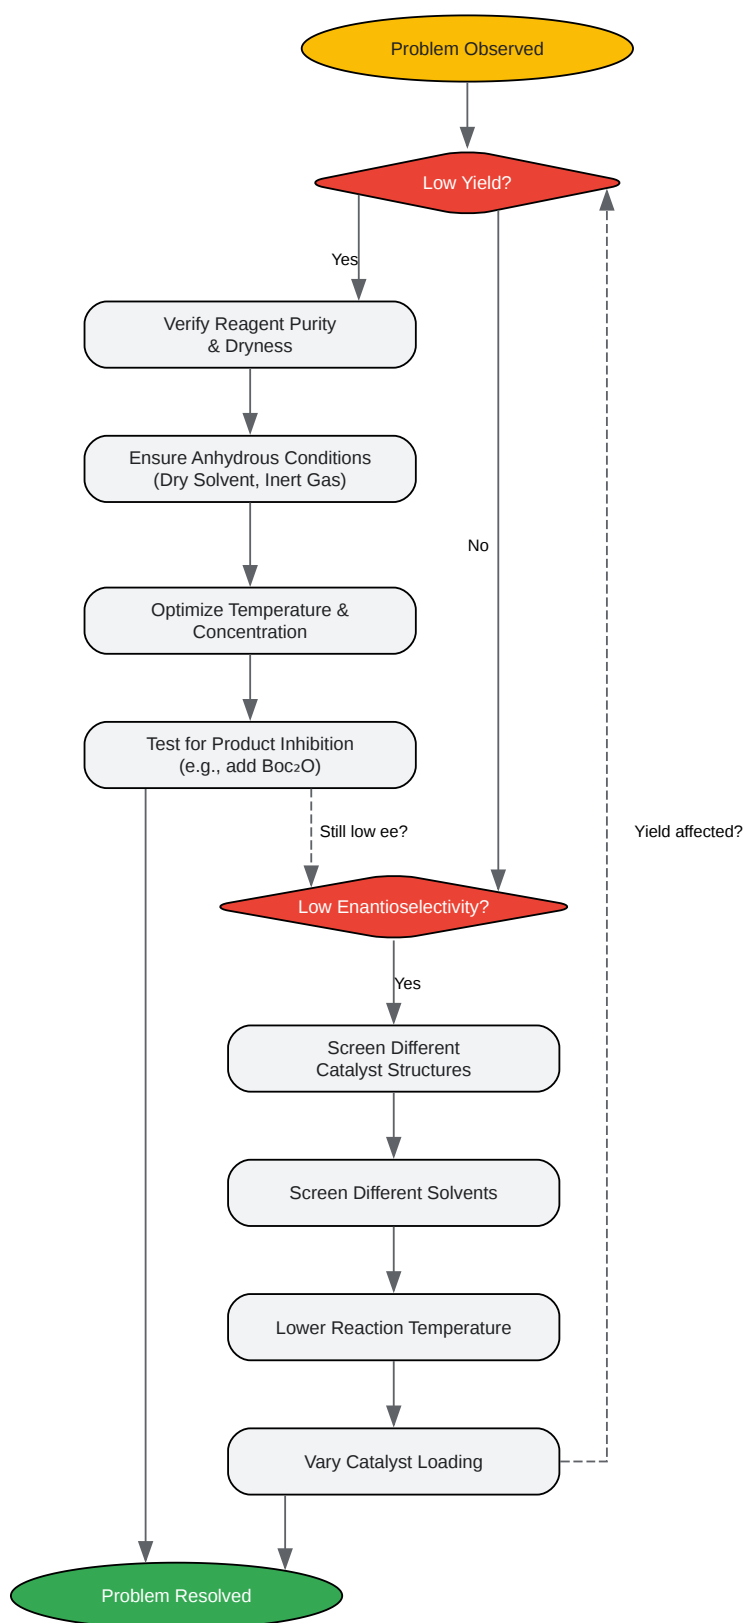 Problem Observed
Low Yield?
Yes
Verify Reagent Purity
& Dryness
Ensure Anhydrous Conditions
(Dry Solvent, Inert Gas)
No
Optimize Temperature &
Concentration
Test for Product Inhibition
(e.g., add Boc₂O)
Still low ee?
Yield affected?
Low Enantioselectivity?
Yes
Screen Different
Catalyst Structures
Screen Different Solvents
Lower Reaction Temperature
Vary Catalyst Loading
Problem Resolved